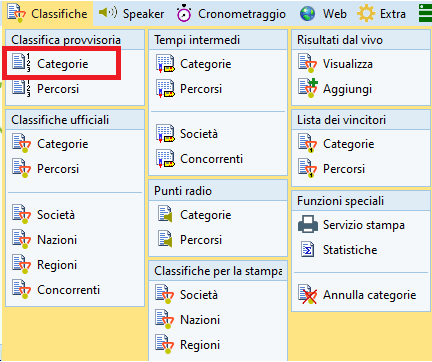 Classifiche Speaker Cronometraggio Web Extra
Classifica provvisoria
Categorie
Percorsi
Classifiche ufficiali
Categorie
Percorsi
Società
Nazioni
Regioni
Concorrenti
Tempi intermedi
Categorie
Percorsi
Società
Concorrenti
Punti radio
Categorie
Percorsi
Classifiche per la stampa
Società
Nazioni
Regioni
Risultati dal vivo
Visualizza
Aggiungi
Lista dei vincitori
Categorie
Percorsi
Funzioni speciali
Servizio stampa
Statistiche
Annulla categorie